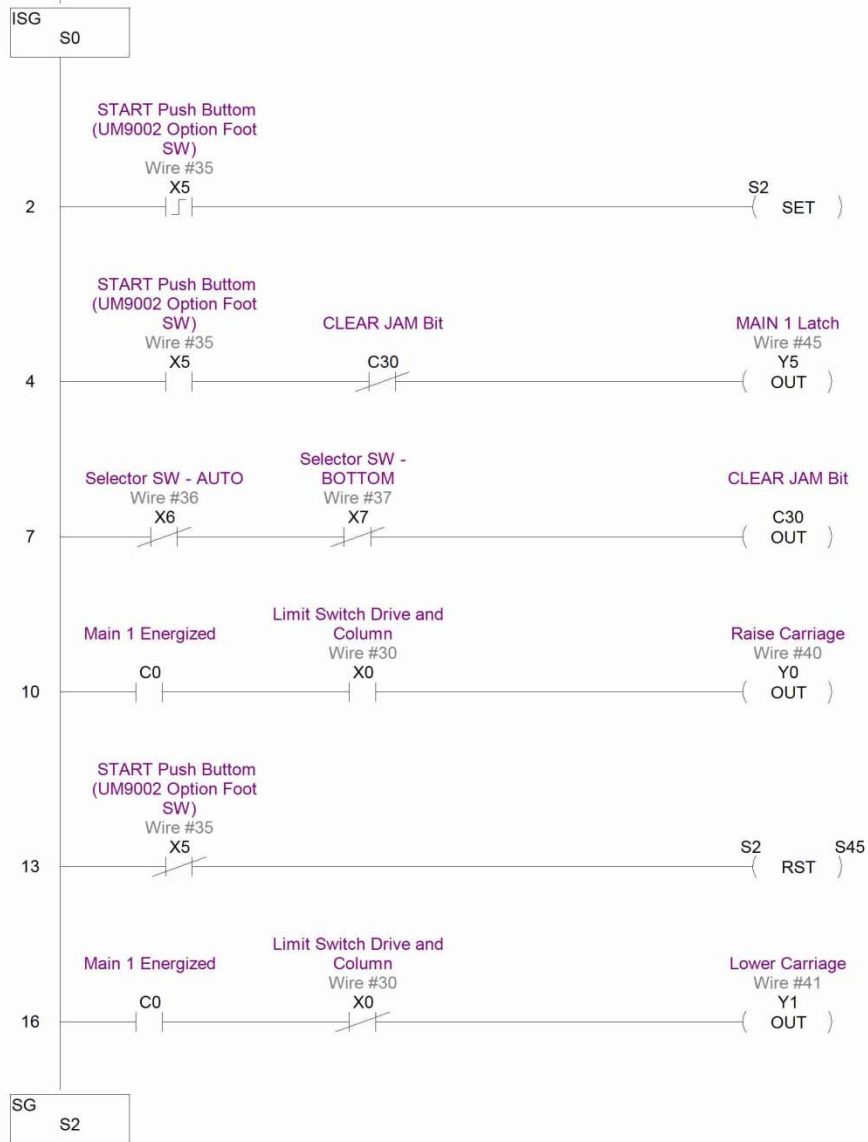 ISG
S0
START Push Buttom
(UM9002 Option Foot
SW)
Wire #35
X5
S2
2
SET
START Push Buttom
(UM9002 Option Foot
SW)
CLEAR JAM Bit
MAIN 1 Latch
Wire #35
Wire #45
X5
C30
Y5
4
OUT
Selector SW - AUTO
Selector SW -
BOTTOM
CLEAR JAM Bit
Wire #36
Wire #37
X6
X7
C30
7
OUT
Main 1 Energized
Limit Switch Drive and
Column
Raise Carriage
Wire #30
Wire #40
C0
X0
Y0
10
OUT
START Push Buttom
(UM9002 Option Foot
SW)
Wire #35
X5
S2 S45
13
RST
Main 1 Energized
Limit Switch Drive and
Column
Lower Carriage
Wire #30
Wire #41
C0
X0
Y1
16
OUT
SG
S2